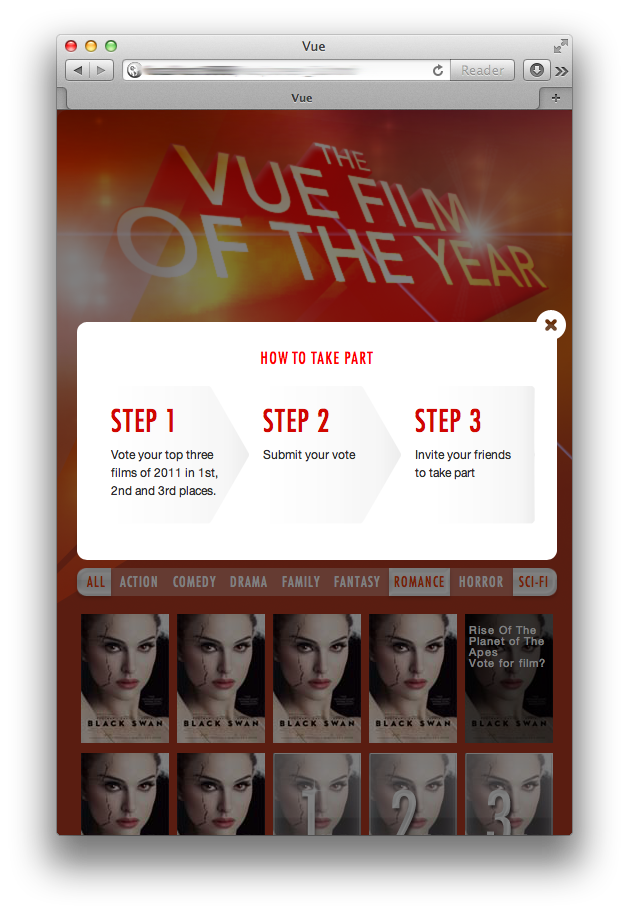 Vue
Reader
Vue
THE
VUE FILM
OF THE YEAR
HOW TO TAKE PART
STEP 1
Vote your top three
films of 2011 in 1st,
2nd and 3rd places.
STEP 2
Submit your vote
STEP 3
Invite your friends
to take part
ALL ACTION COMEDY DRAMA FAMILY FANTASY ROMANCE HORROR SCI-FI
BLACK SWAN
BLACK SWAN
BLACK SWAN
BLACK SWAN
Rise Of The
Planet of The
Apes
Vote for film?
BLACK SWAN
1
2
3